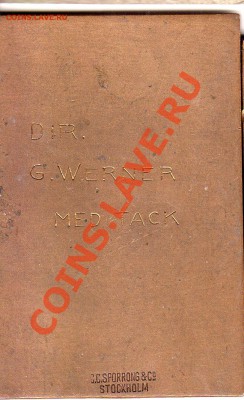 COINS.LAVE.RU
DIR.
G. WERNER
MED TACK
COINS.LAVE.RU
C.C. SPORRONG & Co
STOCKHOLM